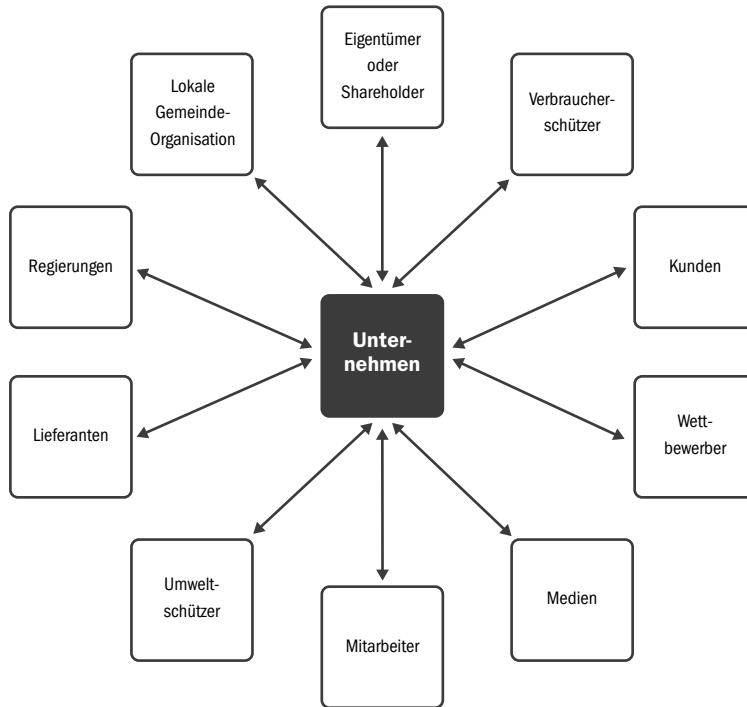 Eigentümer
oder
Shareholder
Lokale
Gemeinde-
Organisation
Verbraucher-
schützer
Regierungen
Kunden
Unter-
nehmen
Lieferanten
Wett-
bewerber
Umwelt-
schützer
Mitarbeiter
Medien